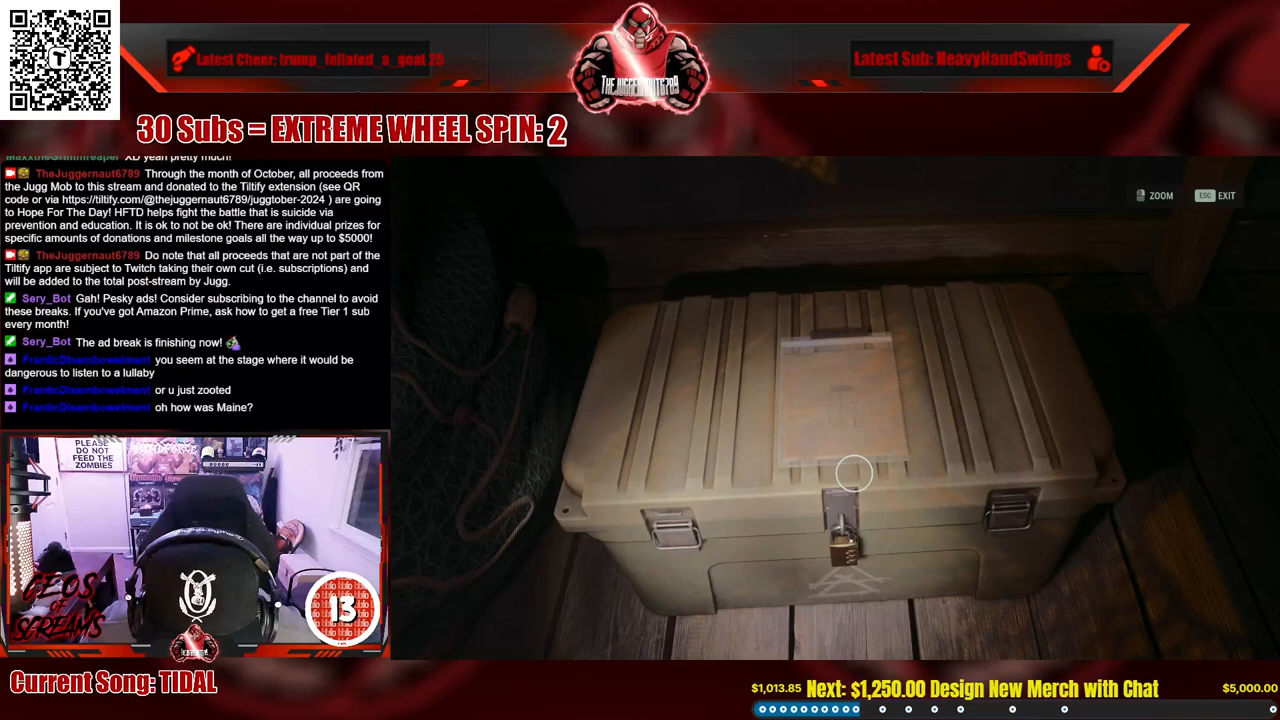 Latest Cheer: trump_fellated_a_goat 25
THEJUGGERNAUT6789
Latest Sub: HeavyHandSwings
30 Subs = EXTREME WHEEL SPIN: 2
MaxxtheGrimmreaper XD yeah pretty much!
TheJuggernaut6789 Through the month of October, all proceeds from
the Jugg Mob to this stream and donated to the Tiltify extension (see QR
code or via https://tiltify.com/@thejuggernaut6789/juggtober-2024 ) are going
to Hope For The Day! HFTD helps fight the battle that is suicide via
prevention and education. It is ok to not be ok! There are individual prizes for
specific amounts of donations and milestone goals all the way up to $5000!
TheJuggernaut6789 Do note that all proceeds that are not part of the
Tiltify app are subject to Twitch taking their own cut (i.e. subscriptions) and
will be added to the total post-stream by Jugg.
Sery_Bot Gah! Pesky ads! Consider subscribing to the channel to avoid
these breaks. If you've got Amazon Prime, ask how to get a free Tier 1 sub
every month!
Sery_Bot The ad break is finishing now!
FranticDisembowelment you seem at the stage where it would be
dangerous to listen to a lullaby
FranticDisembowelment or u just zooted
FranticDisembowelment oh how was Maine?
ZOOM
ESC EXIT
PLEASE
DO NOT
FEED THE
ZOMBIES
GEOS
OF
SCREAMS
13
Current Song: TIDAL
$1,013.85 Next: $1,250.00 Design New Merch with Chat $5,000.00